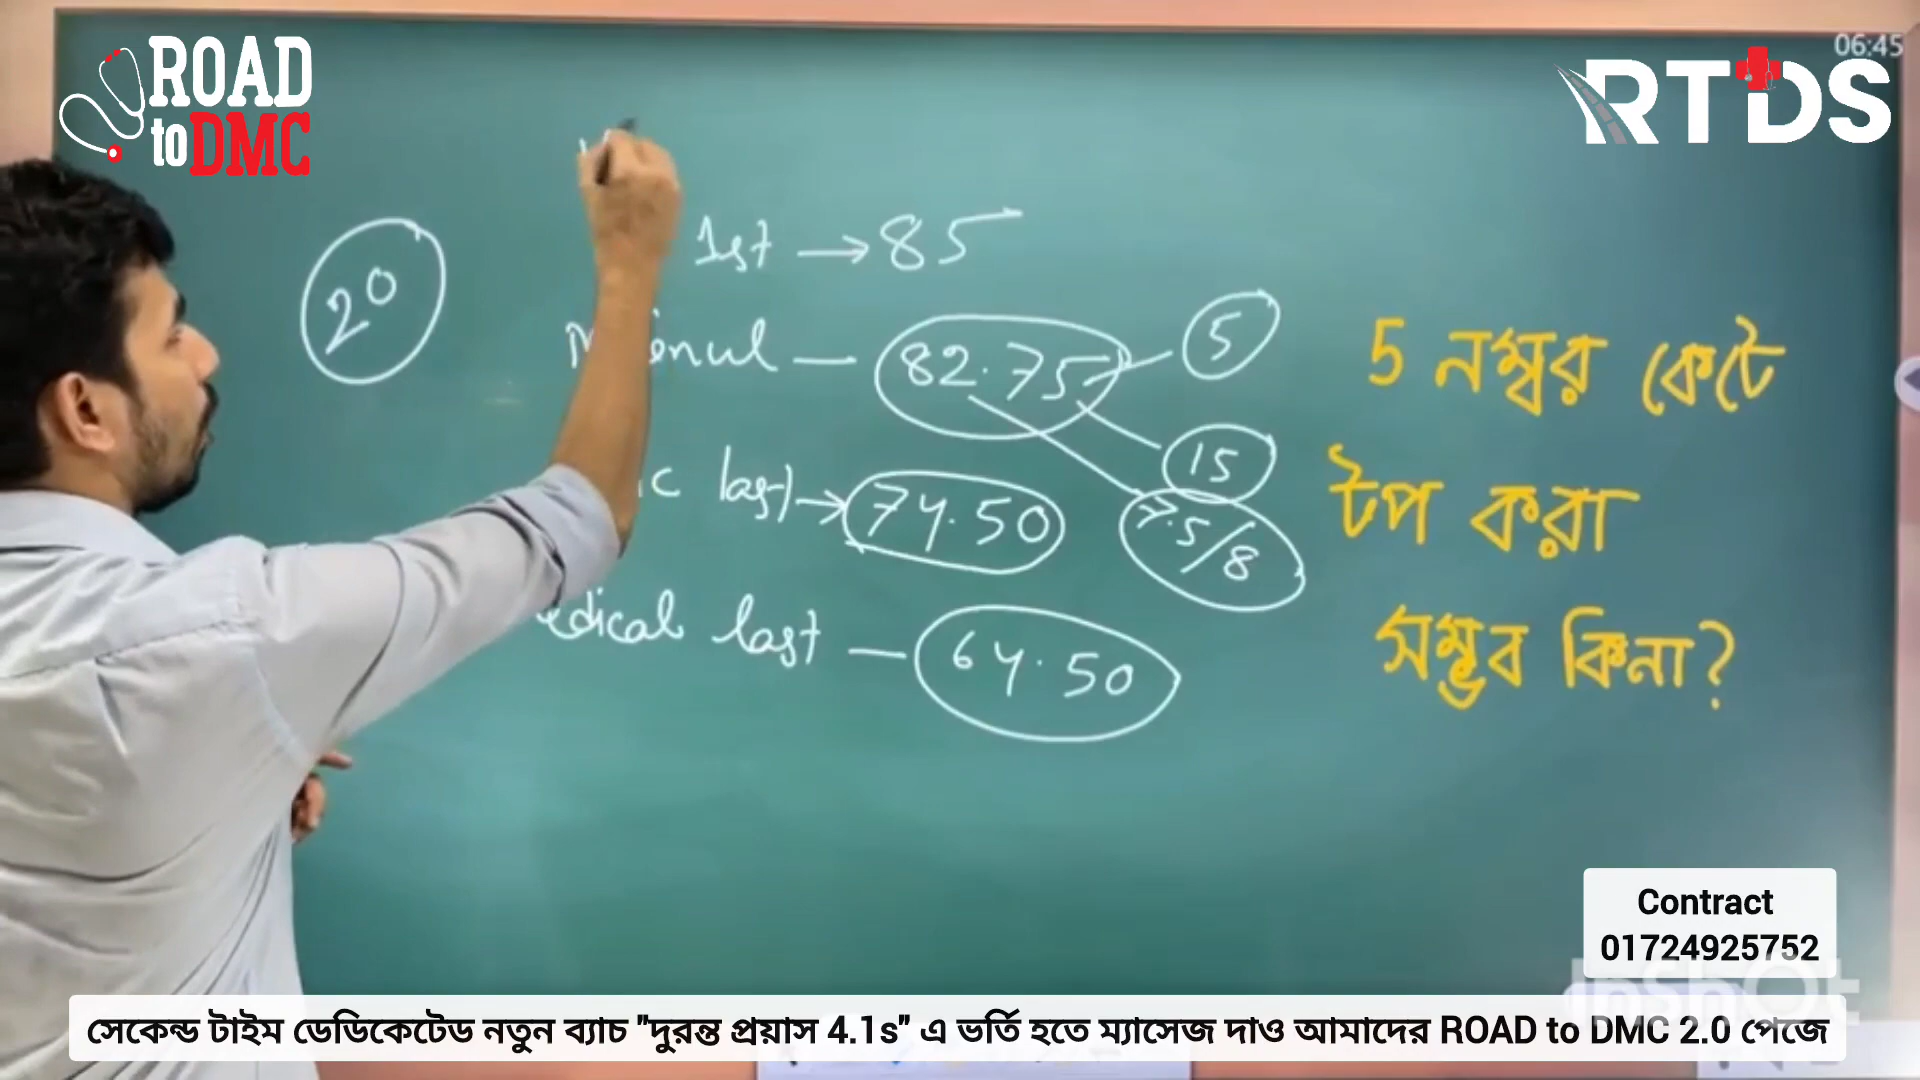 ROAD
to DMC
06:45
RTDS
20
1st → 85
82.75
5
15
last → 74.50
7.5/8
last — 64.50
5 নম্বর কেটে
টপ করা
সম্ভব কিনা?
Contract
01724925752
InShOt
সেকেন্ড টাইম ডেডিকেটেড নতুন ব্যাচ "দুরন্ত প্রয়াস 4.1s" এ ভর্তি হতে ম্যাসেজ দাও আমাদের ROAD to DMC 2.0 পেজে